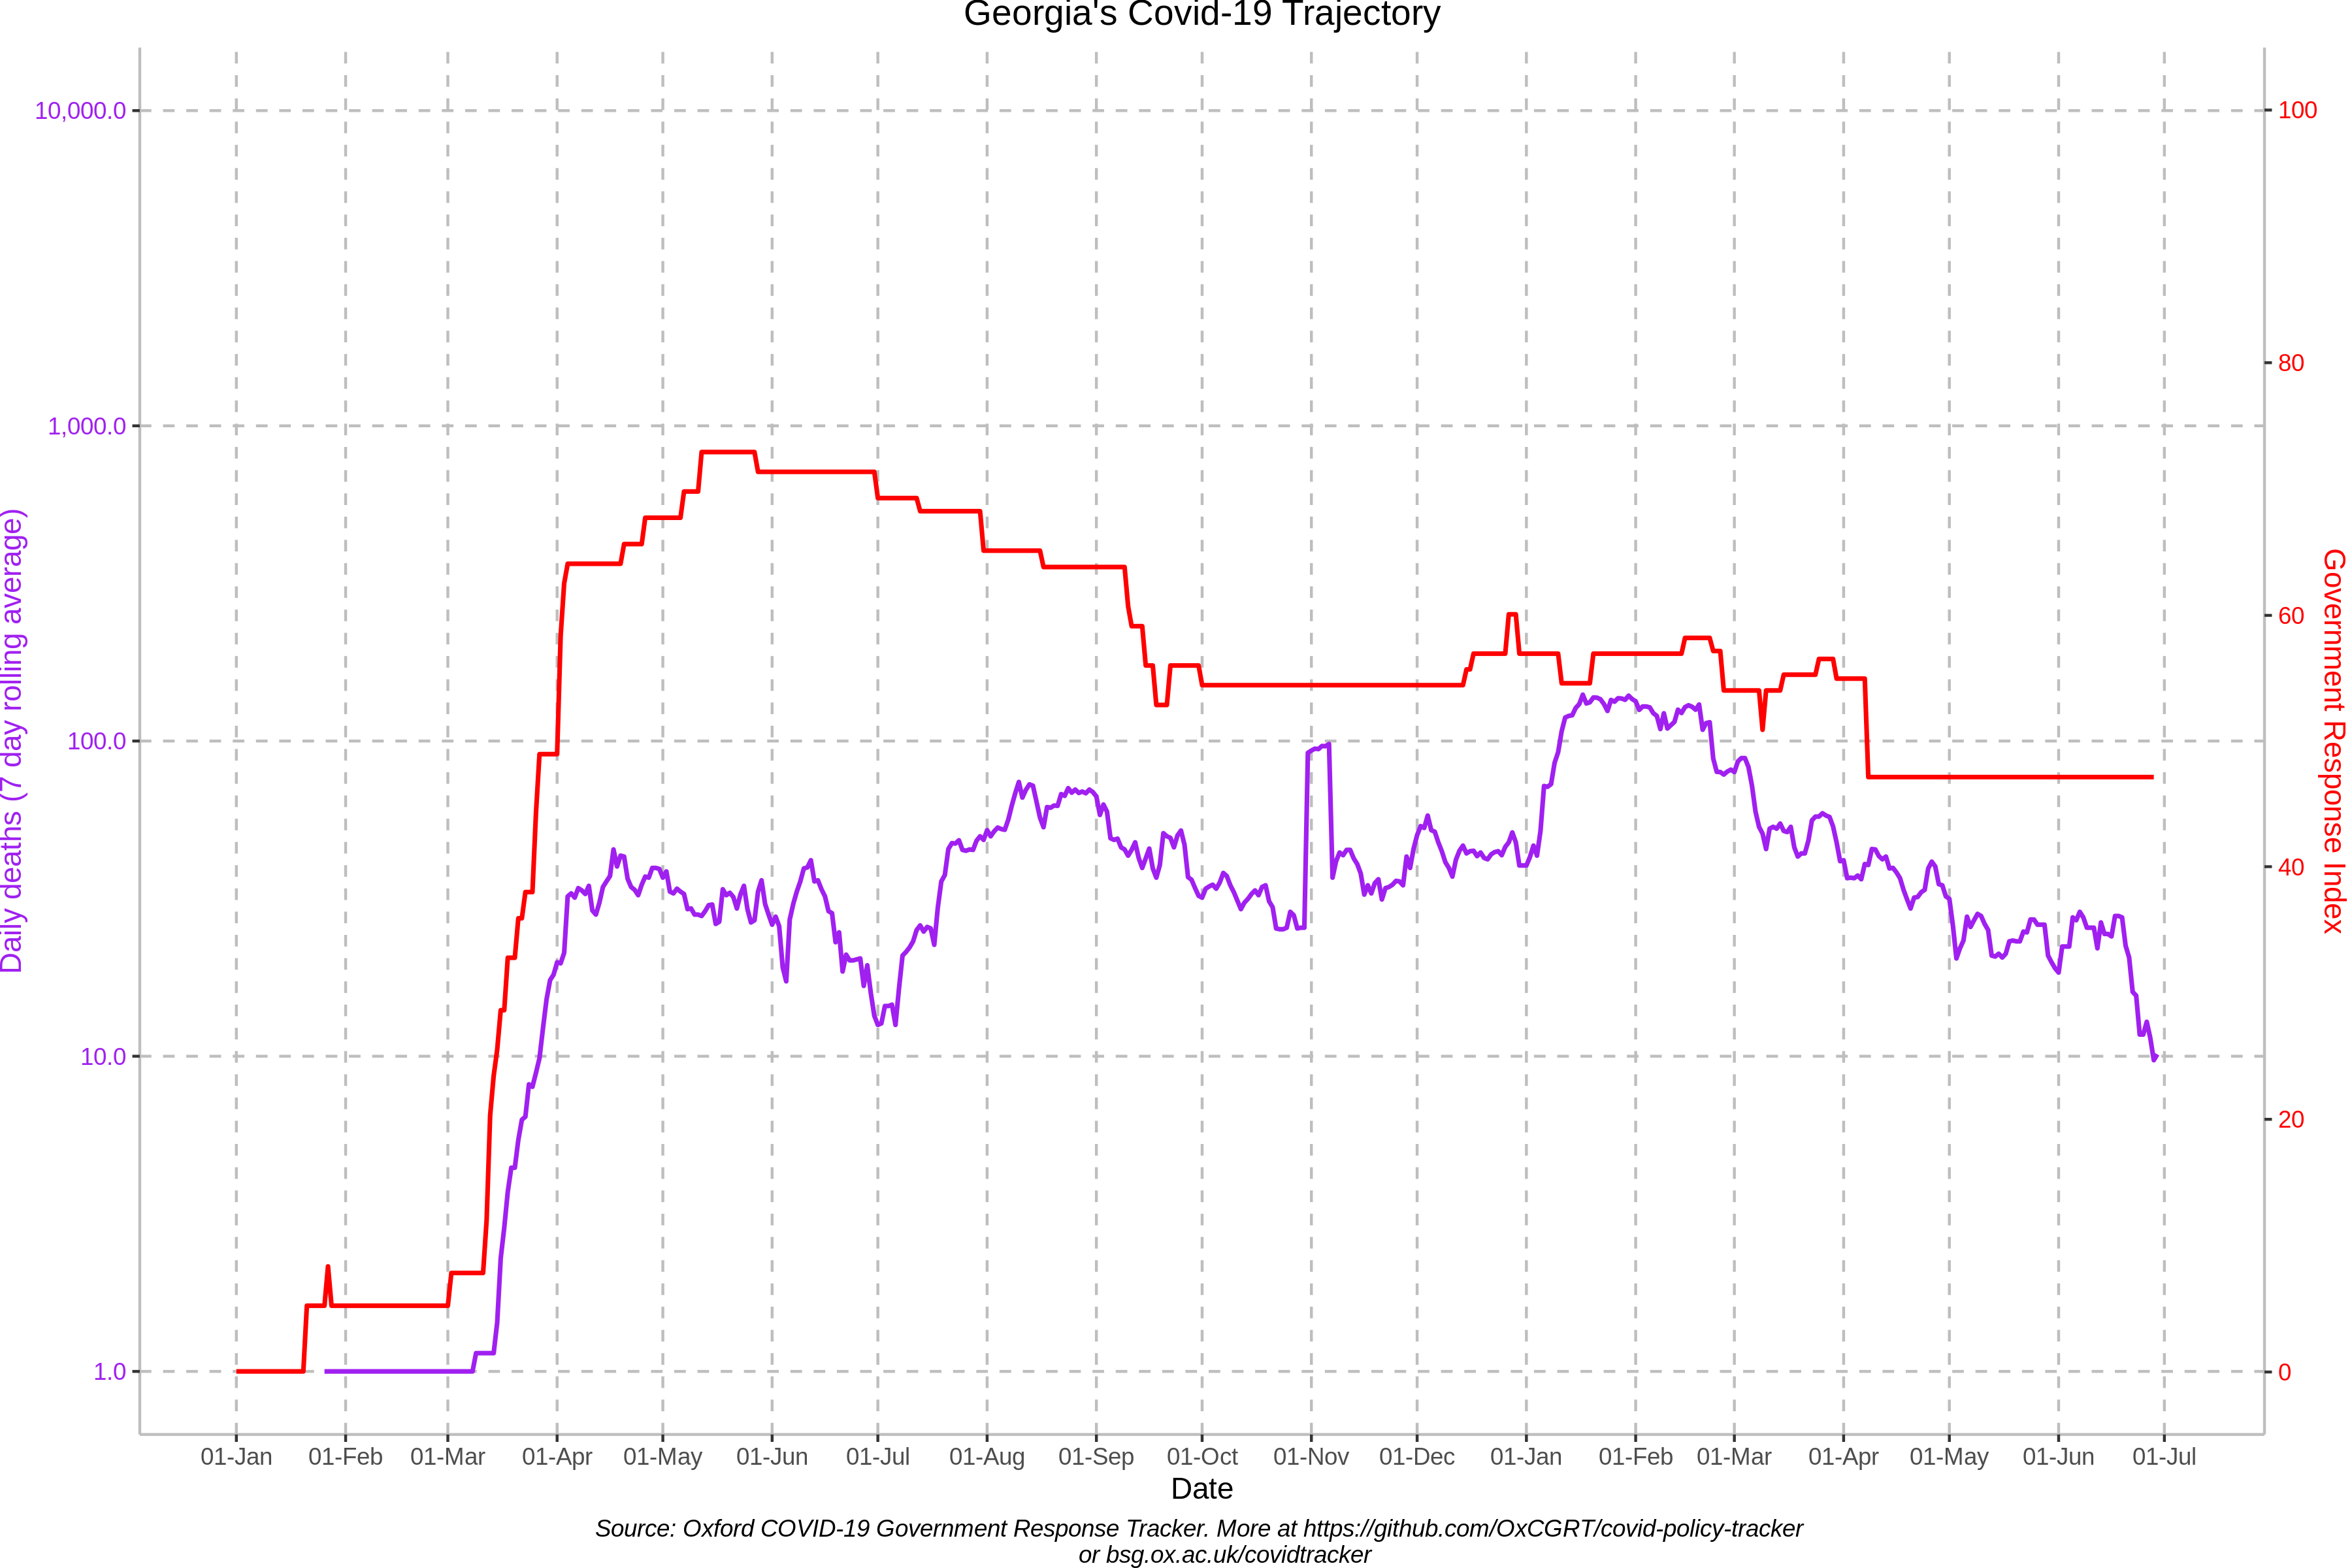 Georgia's Covid-19 Trajectory
10,000.0
1,000.0
100.0
10.0
1.0
Daily deaths (7 day rolling average)
100
80
60
40
20
0
Government Response Index
01-Jan 01-Feb 01-Mar 01-Apr 01-May 01-Jun 01-Jul 01-Aug 01-Sep 01-Oct 01-Nov 01-Dec 01-Jan 01-Feb 01-Mar 01-Apr 01-May 01-Jun 01-Jul
Date
Source: Oxford COVID-19 Government Response Tracker. More at https://github.com/OxCGRT/covid-policy-tracker
or bsg.ox.ac.uk/covidtracker